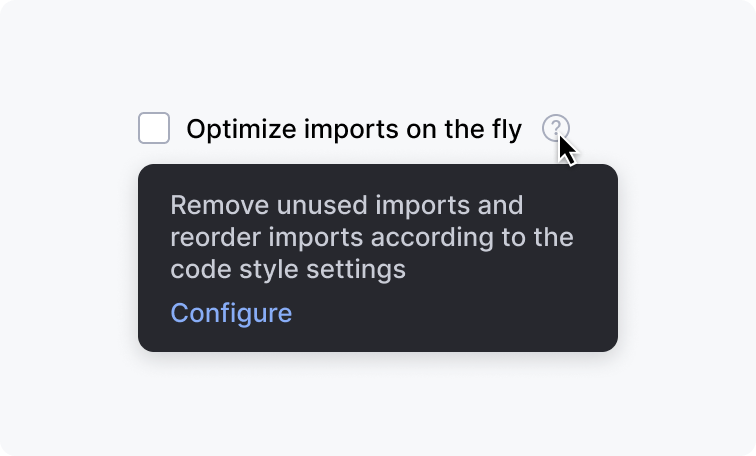 Optimize imports on the fly ?
Remove unused imports and
reorder imports according to the
code style settings
Configure